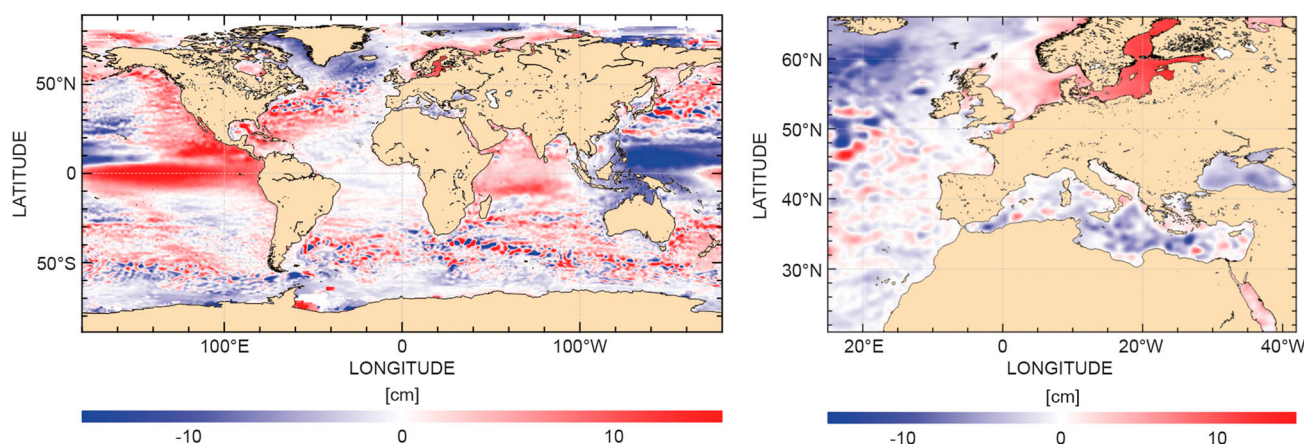 50°N
0
50°S
LATITUDE
100°E
0
100°W
LONGITUDE
[cm]
-10
0
10
60°N
50°N
40°N
30°N
LATITUDE
20°E
0
20°W
40°W
LONGITUDE
[cm]
-10
0
10